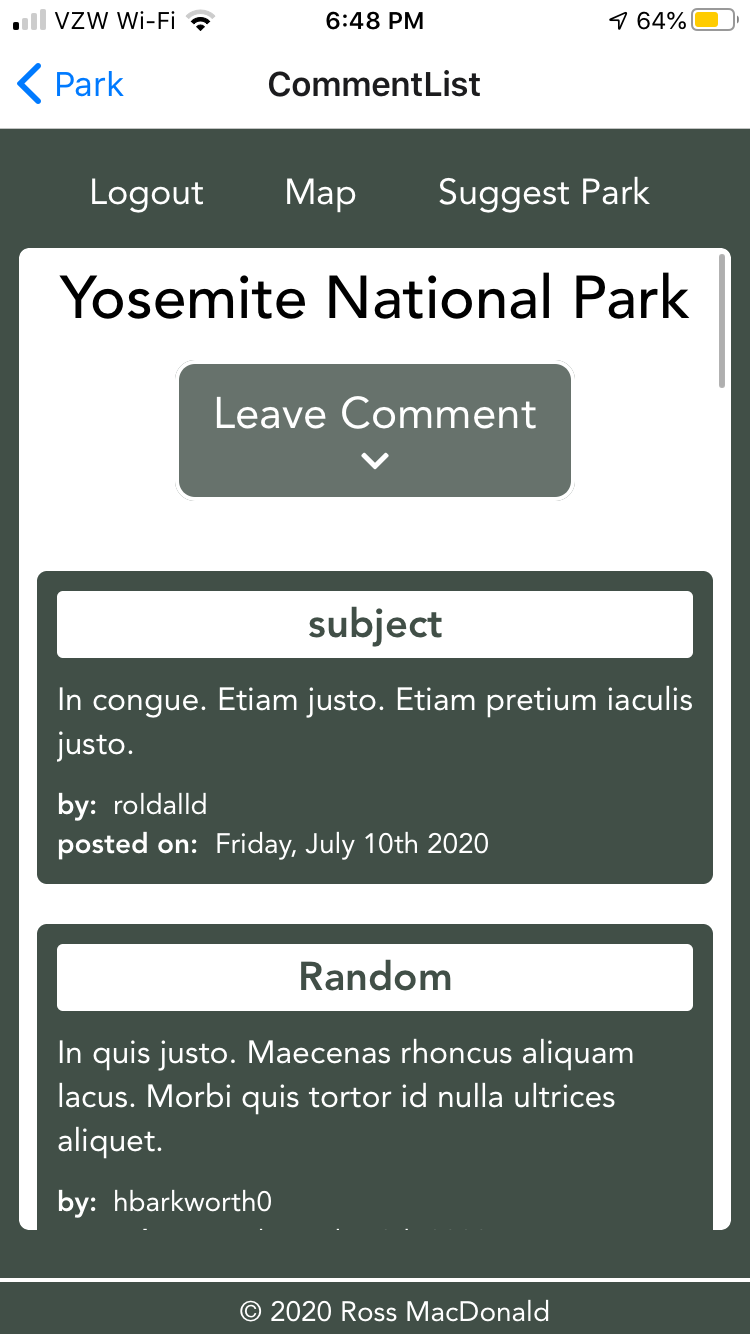 VZW Wi-Fi 6:48 PM 64%
Park CommentList
Logout Map Suggest Park
Yosemite National Park
Leave Comment
subject
In congue. Etiam justo. Etiam pretium iaculis
justo.
by: roldalld
posted on: Friday, July 10th 2020
Random
In quis justo. Maecenas rhoncus aliquam
lacus. Morbi quis tortor id nulla ultrices
aliquet.
by: hbarkworth0
© 2020 Ross MacDonald